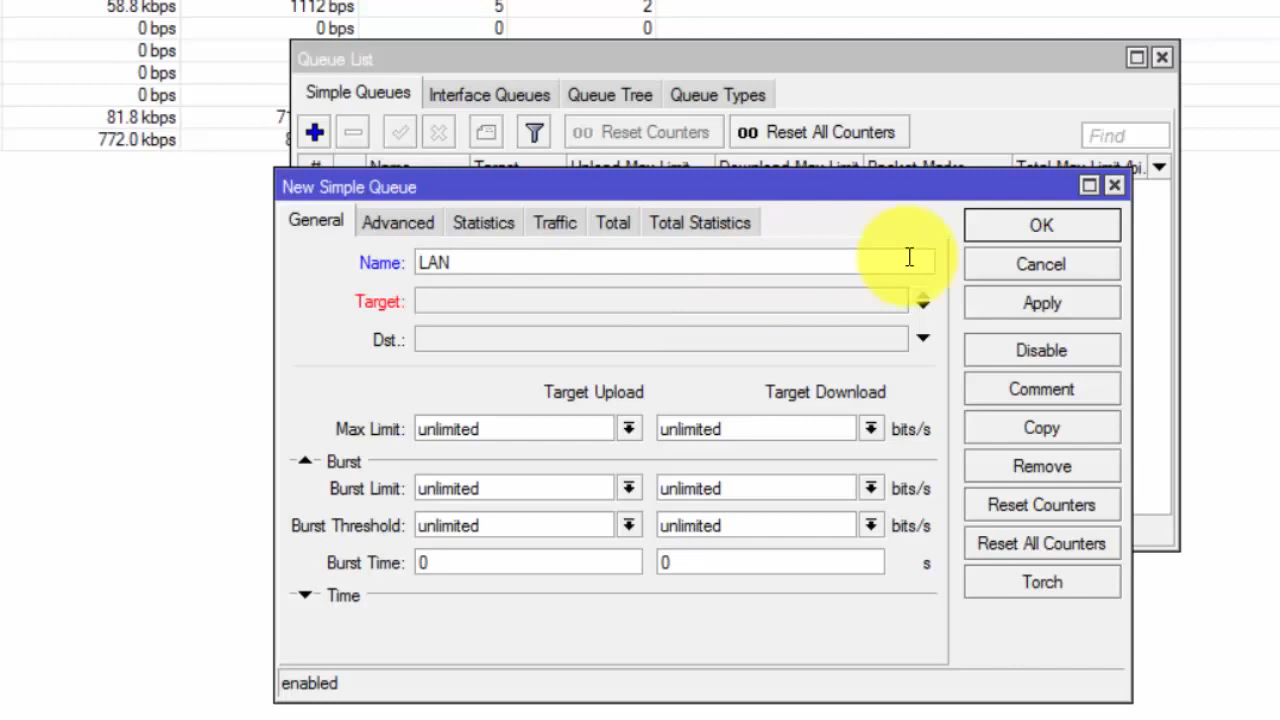 58.8 kbps 1112 bps 5 2
0 bps 0 bps 0 0
0 bps
0 bps
0 bps
81.8 kbps
772.0 kbps
Queue List
Simple Queues Interface Queues Queue Tree Queue Types
Reset Counters Reset All Counters Find
# Name Target Upload Max Limit Download Max Limit Packet Marks Total Max Limit (bi...
New Simple Queue
General Advanced Statistics Traffic Total Total Statistics
Name: LAN
Target:
Dst.:
Target Upload Target Download
Max Limit: unlimited unlimited bits/s
Burst
Burst Limit: unlimited unlimited bits/s
Burst Threshold: unlimited unlimited bits/s
Burst Time: 0 0 s
Time
OK
Cancel
Apply
Disable
Comment
Copy
Remove
Reset Counters
Reset All Counters
Torch
enabled